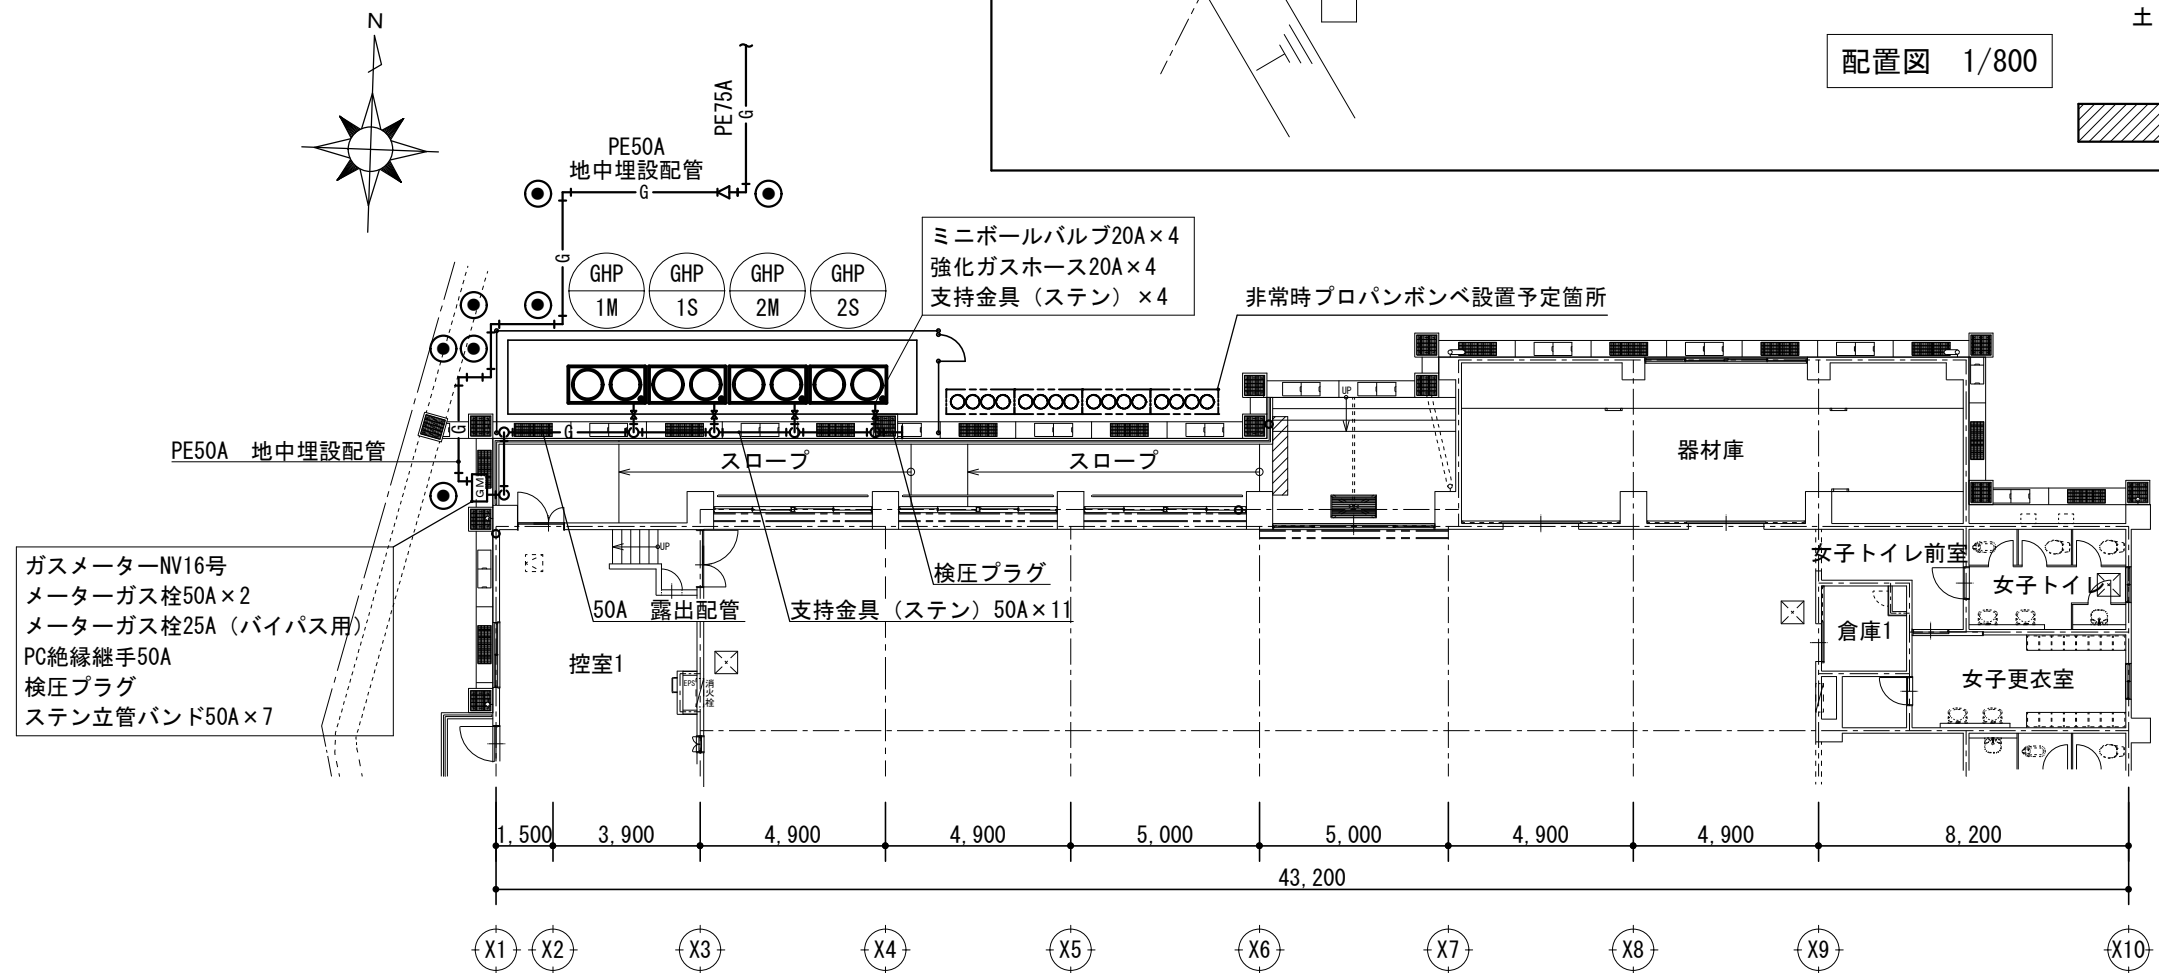 N
土
配置図　1/800
PE75A
G
PE50A
地中埋設配管
G
G
GHP
1M
GHP
1S
GHP
2M
GHP
2S
ミニボールバルブ20A×4
強化ガスホース20A×4
支持金具（ステン）×4
非常時プロパンボンベ設置予定箇所
UP
G
G
PE50A　地中埋設配管
GM
スロープ
スロープ
器材庫
ガスメーターNV16号
メーターガス栓50A×2
メーターガス栓25A（バイパス用）
PC絶縁継手50A
検圧プラグ
ステン立管バンド50A×7
UP
検圧プラグ
50A　露出配管
支持金具（ステン）50A×11
控室1
EPS
消火栓
女子トイレ前室
女子トイレ
倉庫1
女子更衣室
1,500
3,900
4,900
4,900
5,000
5,000
4,900
4,900
8,200
43,200
X1
X2
X3
X4
X5
X6
X7
X8
X9
X10